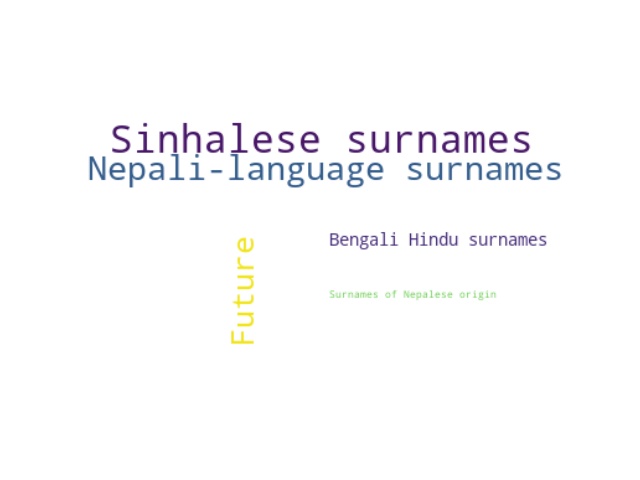 Sinhalese surnames
Nepali-language surnames
Bengali Hindu surnames
Future
Surnames of Nepalese origin